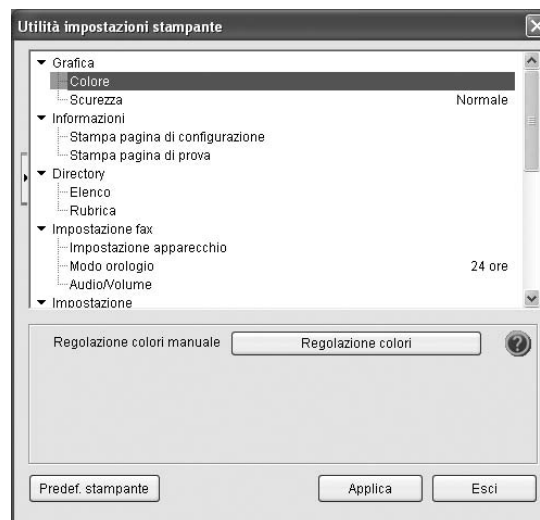 Utilità impostazioni stampante
Grafica
Colore
Scurezza Normale
Informazioni
Stampa pagina di configurazione
Stampa pagina di prova
Directory
Elenco
Rubrica
Impostazione fax
Impostazione apparecchio
Modo orologio 24 ore
Audio/Volume
Impostazione
Regolazione colori manuale Regolazione colori ?
Predef. stampante Applica Esci